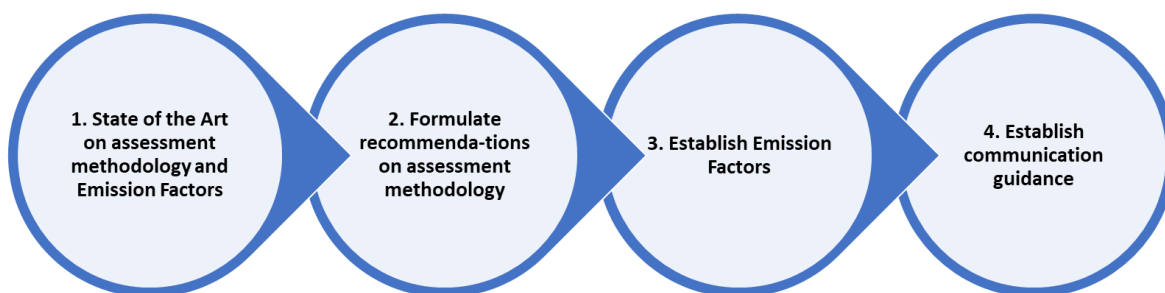 1. State of the Art
on assessment
methodology and
Emission Factors
2. Formulate
recommenda-tions
on assessment
methodology
3. Establish Emission
Factors
4. Establish
communication
guidance